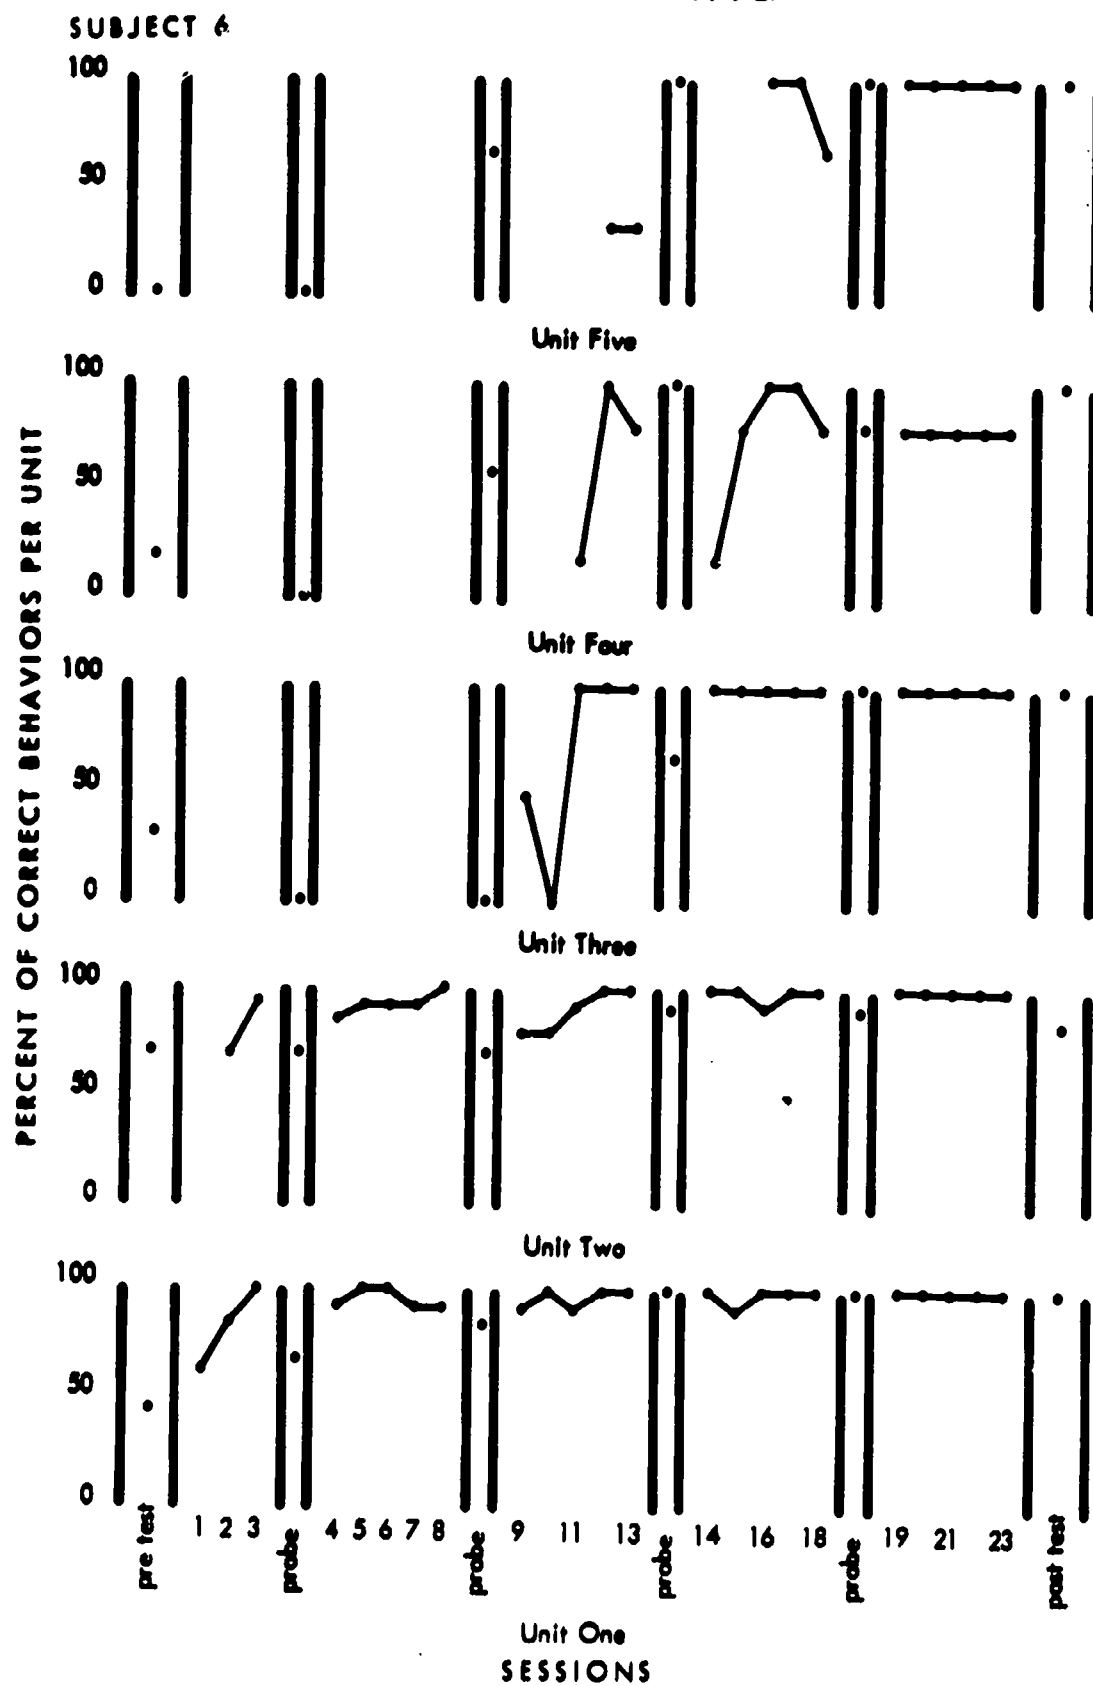 SUBJECT 6
PERCENT OF CORRECT BEHAVIORS PER UNIT
100
50
0
Unit Five
100
50
0
Unit Four
100
50
0
Unit Three
100
50
0
Unit Two
100
50
0
pre test 1 2 3 probe 4 5 6 7 8 probe 9 11 13 probe 14 16 18 probe 19 21 23 post test
Unit One
SESSIONS